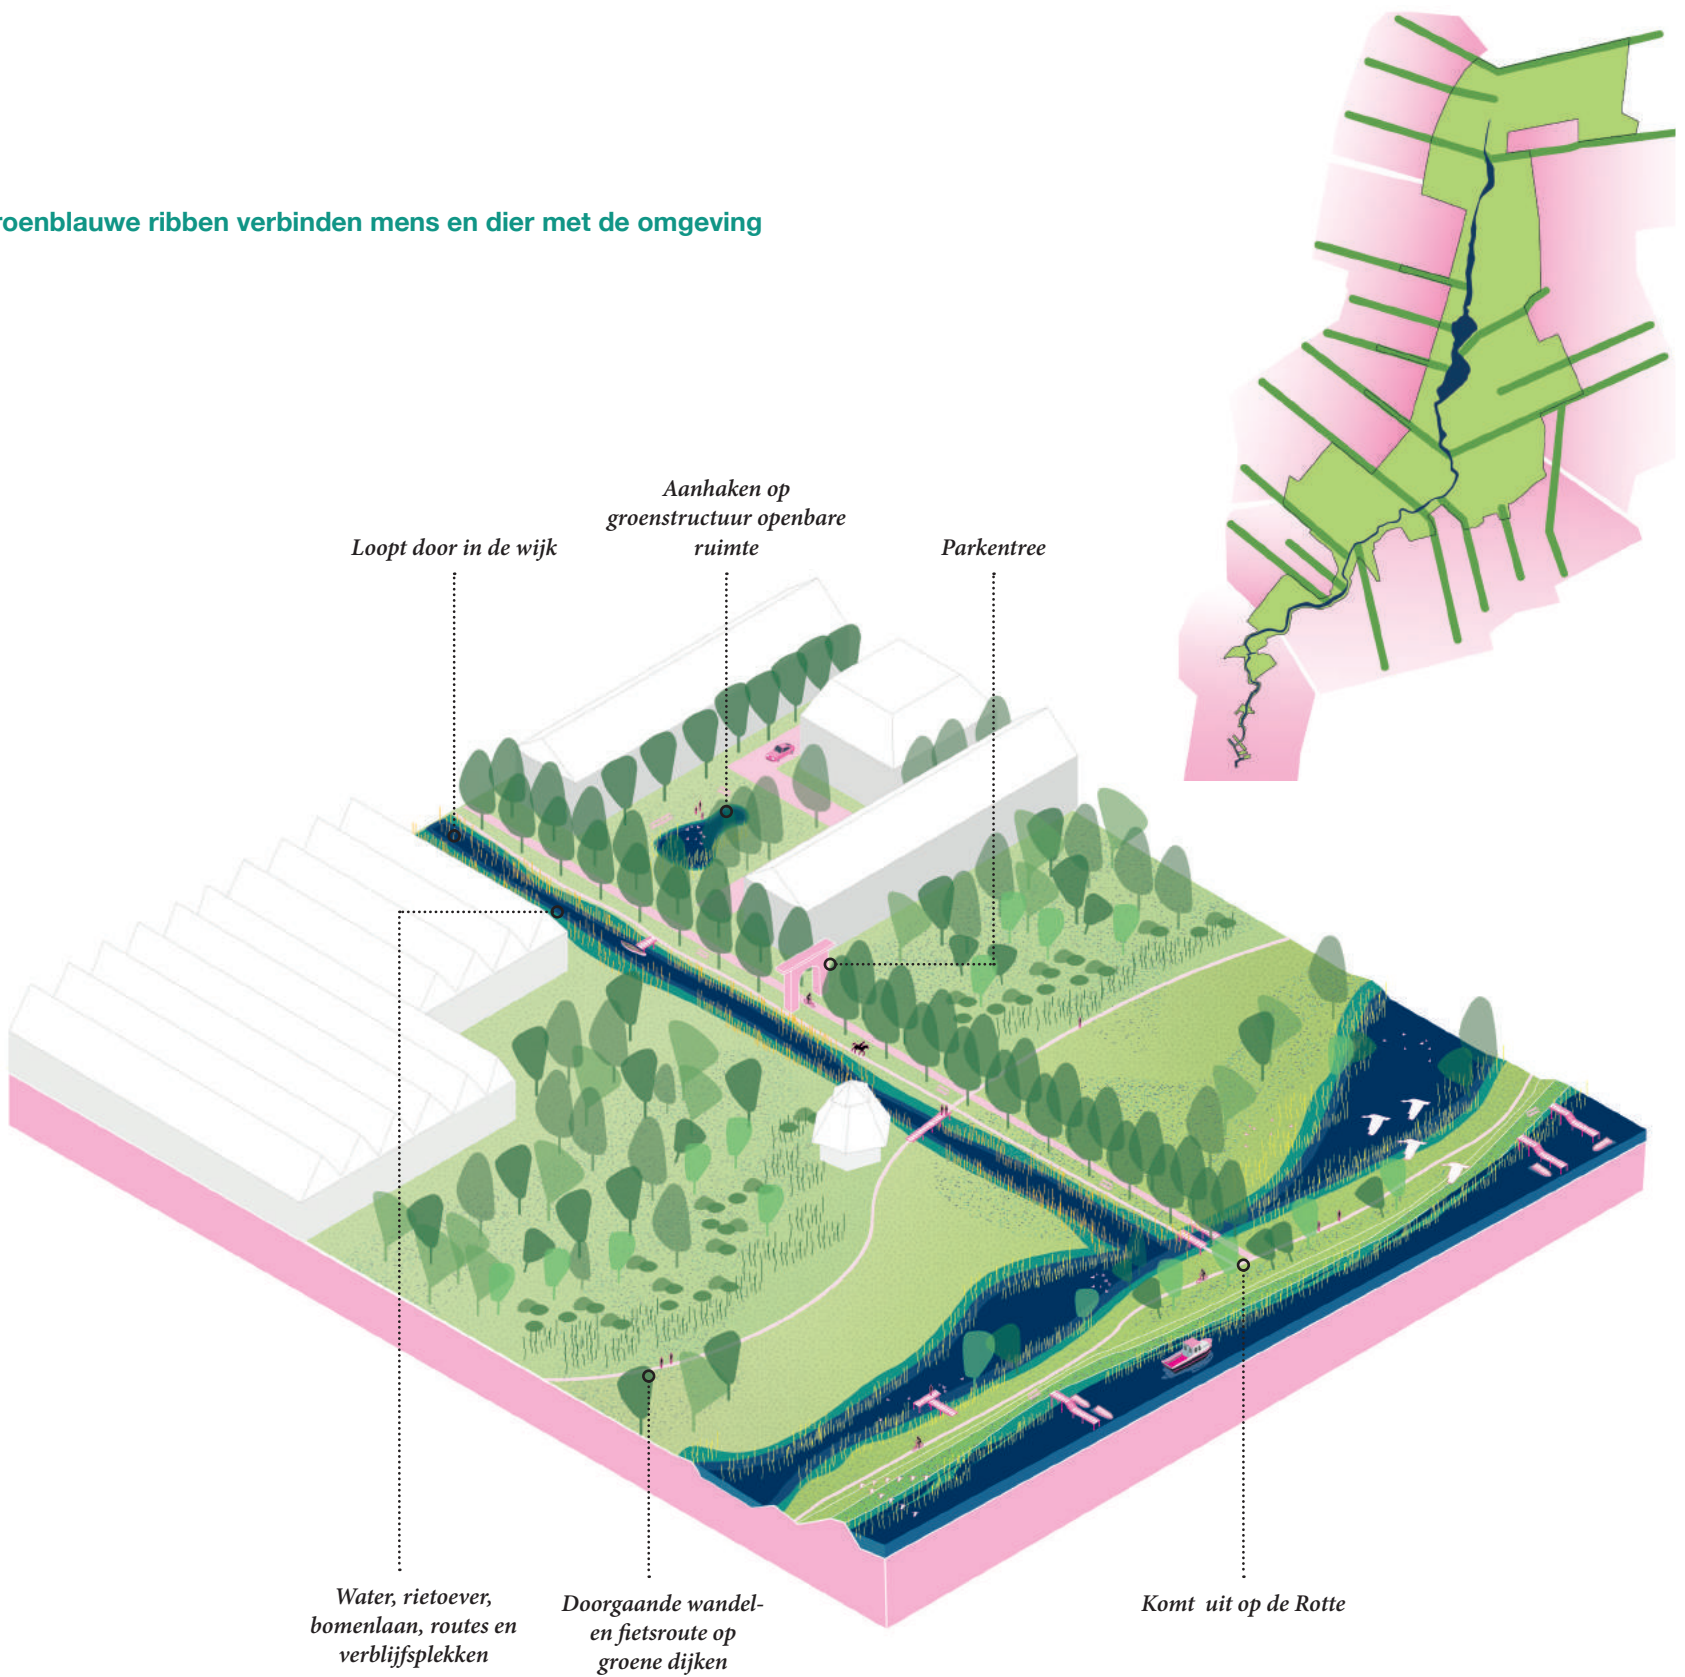 roenblauwe ribben verbinden mens en dier met de omgeving
Aanhaken op
groenstructuur openbare
ruimte
Loopt door in de wijk
Parkentree
Water, rietoever,
bomenlaan, routes en
verblijfsplekken
Doorgaande wandel-
en fietsroute op
groene dijken
Komt uit op de Rotte